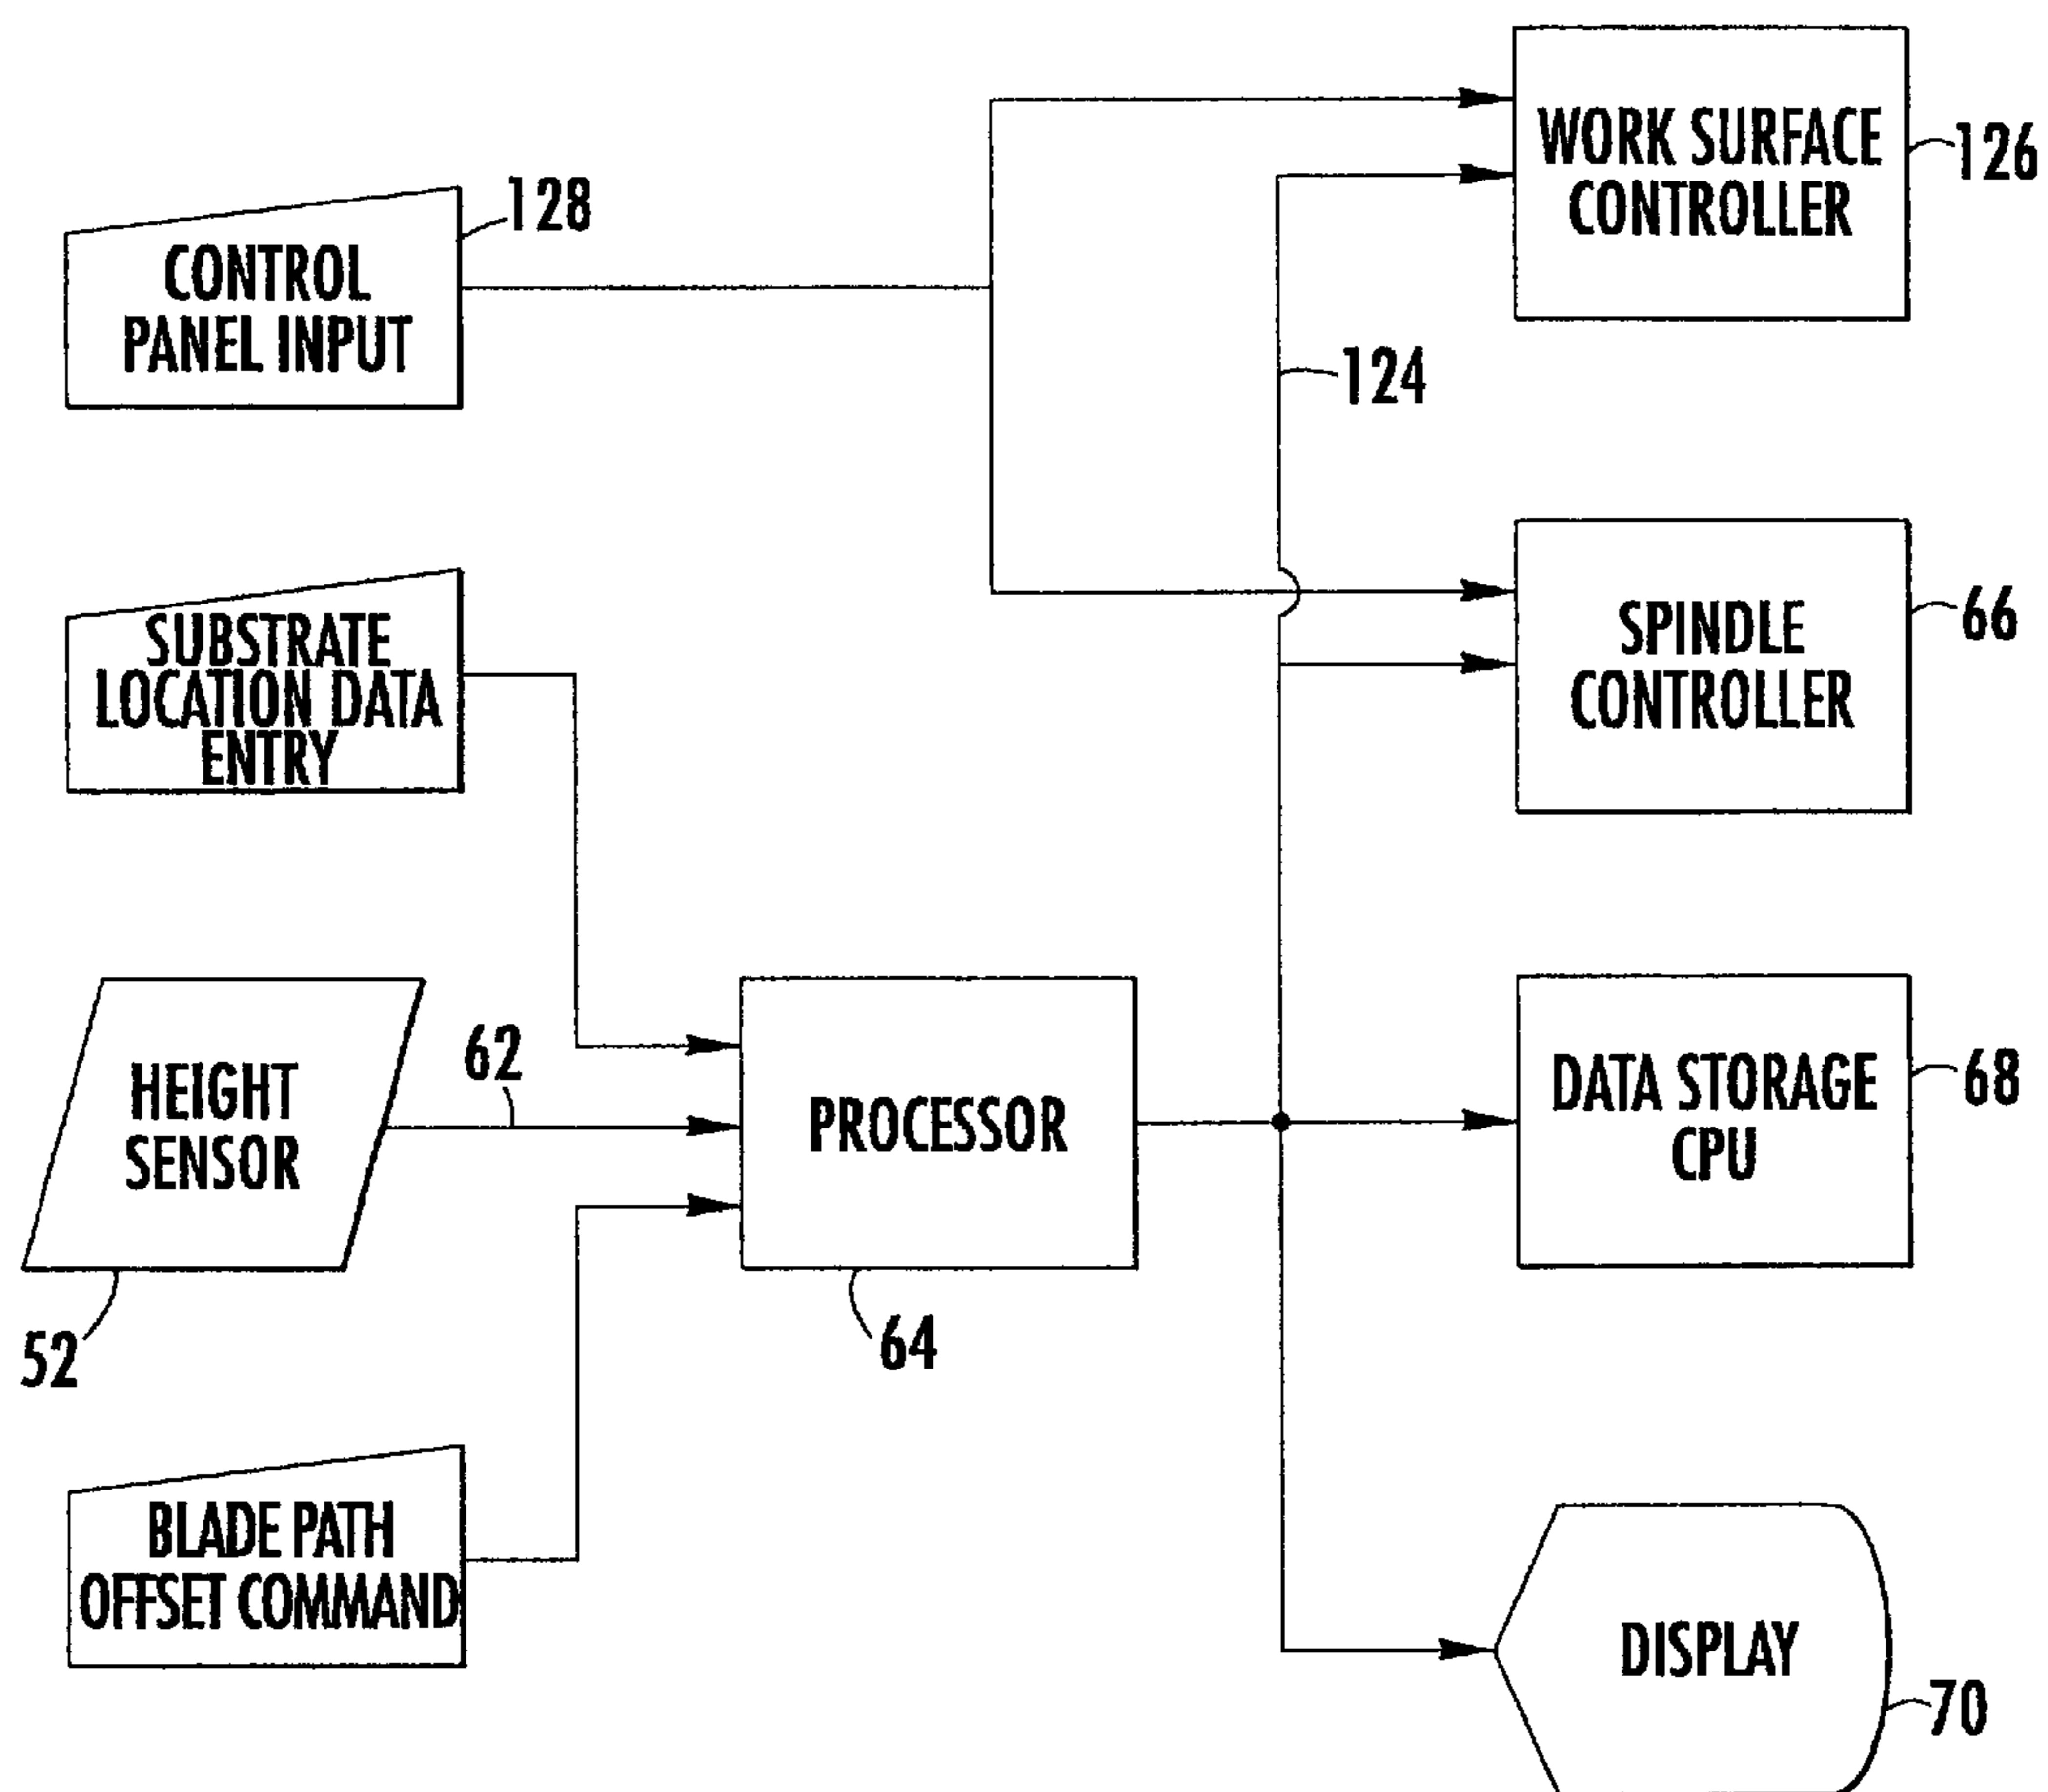 WORK SURFACE
CONTROLLER
126
128
CONTROL
PANEL INPUT
124
SUBSTRATE
LOCATION DATA
ENTRY
SPINDLE
CONTROLLER
66
HEIGHT
SENSOR
62
52
PROCESSOR
64
DATA STORAGE
CPU
68
BLADE PATH
OFFSET COMMAND
DISPLAY
70